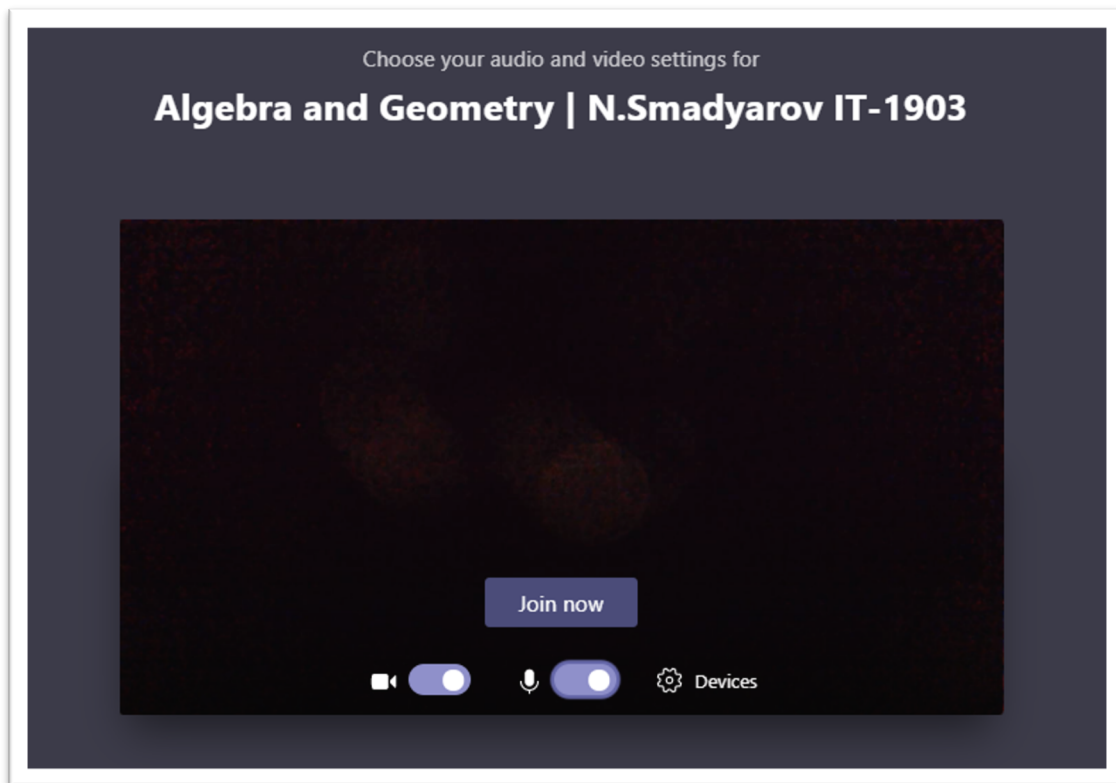 Choose your audio and video settings for
Algebra and Geometry | N.Smadyarov IT-1903
Join now
Devices